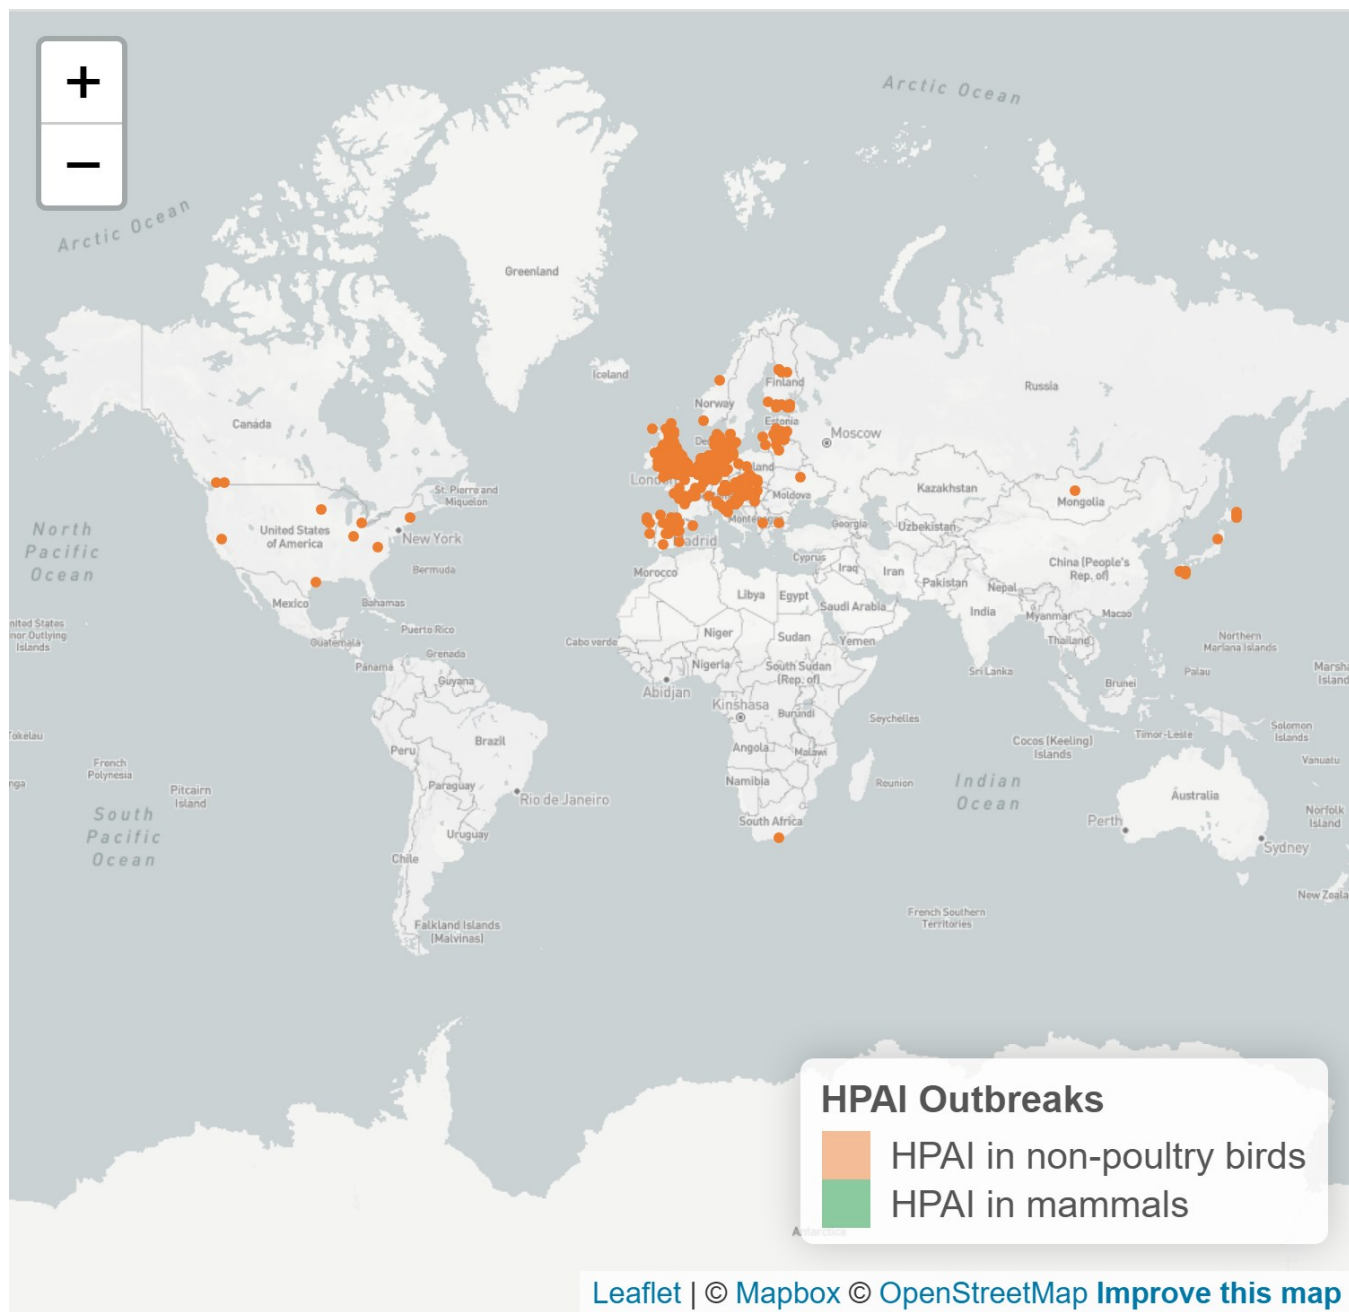 +
−
Arctic Ocean
Arctic Ocean
Greenland
Iceland
Finland
Russia
Norway
Canada
Estonia
Moscow
St. Pierre and
Miquelon
Kazakhstan
Mongolia
Moldova
North
Pacific
Ocean
United States
of America
New York
Georgia
Uzbekistan
Cyprus
China (People's
Rep. of)
Bermuda
Morocco
Iraq
Iran
Pakistan
Nepal
Mexico
Bahamas
Libya
Egypt
Saudi Arabia
India
Myanmar
Macao
Guatemala
Puerto Rico
Cabo verde
Niger
Sudan
Yemen
Thailand
Northern
Mariana Islands
Panama
Grenada
Guyana
Nigeria
South Sudan
(Rep. of)
Sri Lanka
Brunei
Palau
Abidjan
Kinshasa
Burundi
Seychelles
Peru
Brazil
Angola
Malawi
Cocos (Keeling)
Islands
Timor-Leste
Solomon
Islands
Vanuatu
French
Polynesia
Pitcairn
Island
Paraguay
Rio de Janeiro
Namibia
Reunion
Indian
Ocean
Australia
Norfolk
Island
South
Pacific
Ocean
Uruguay
South Africa
Perth
Sydney
Chile
Falkland Islands
(Malvinas)
French Southern
Territories
HPAI Outbreaks
HPAI in non-poultry birds
HPAI in mammals
Antarctica
Leaflet | © Mapbox © OpenStreetMap Improve this map